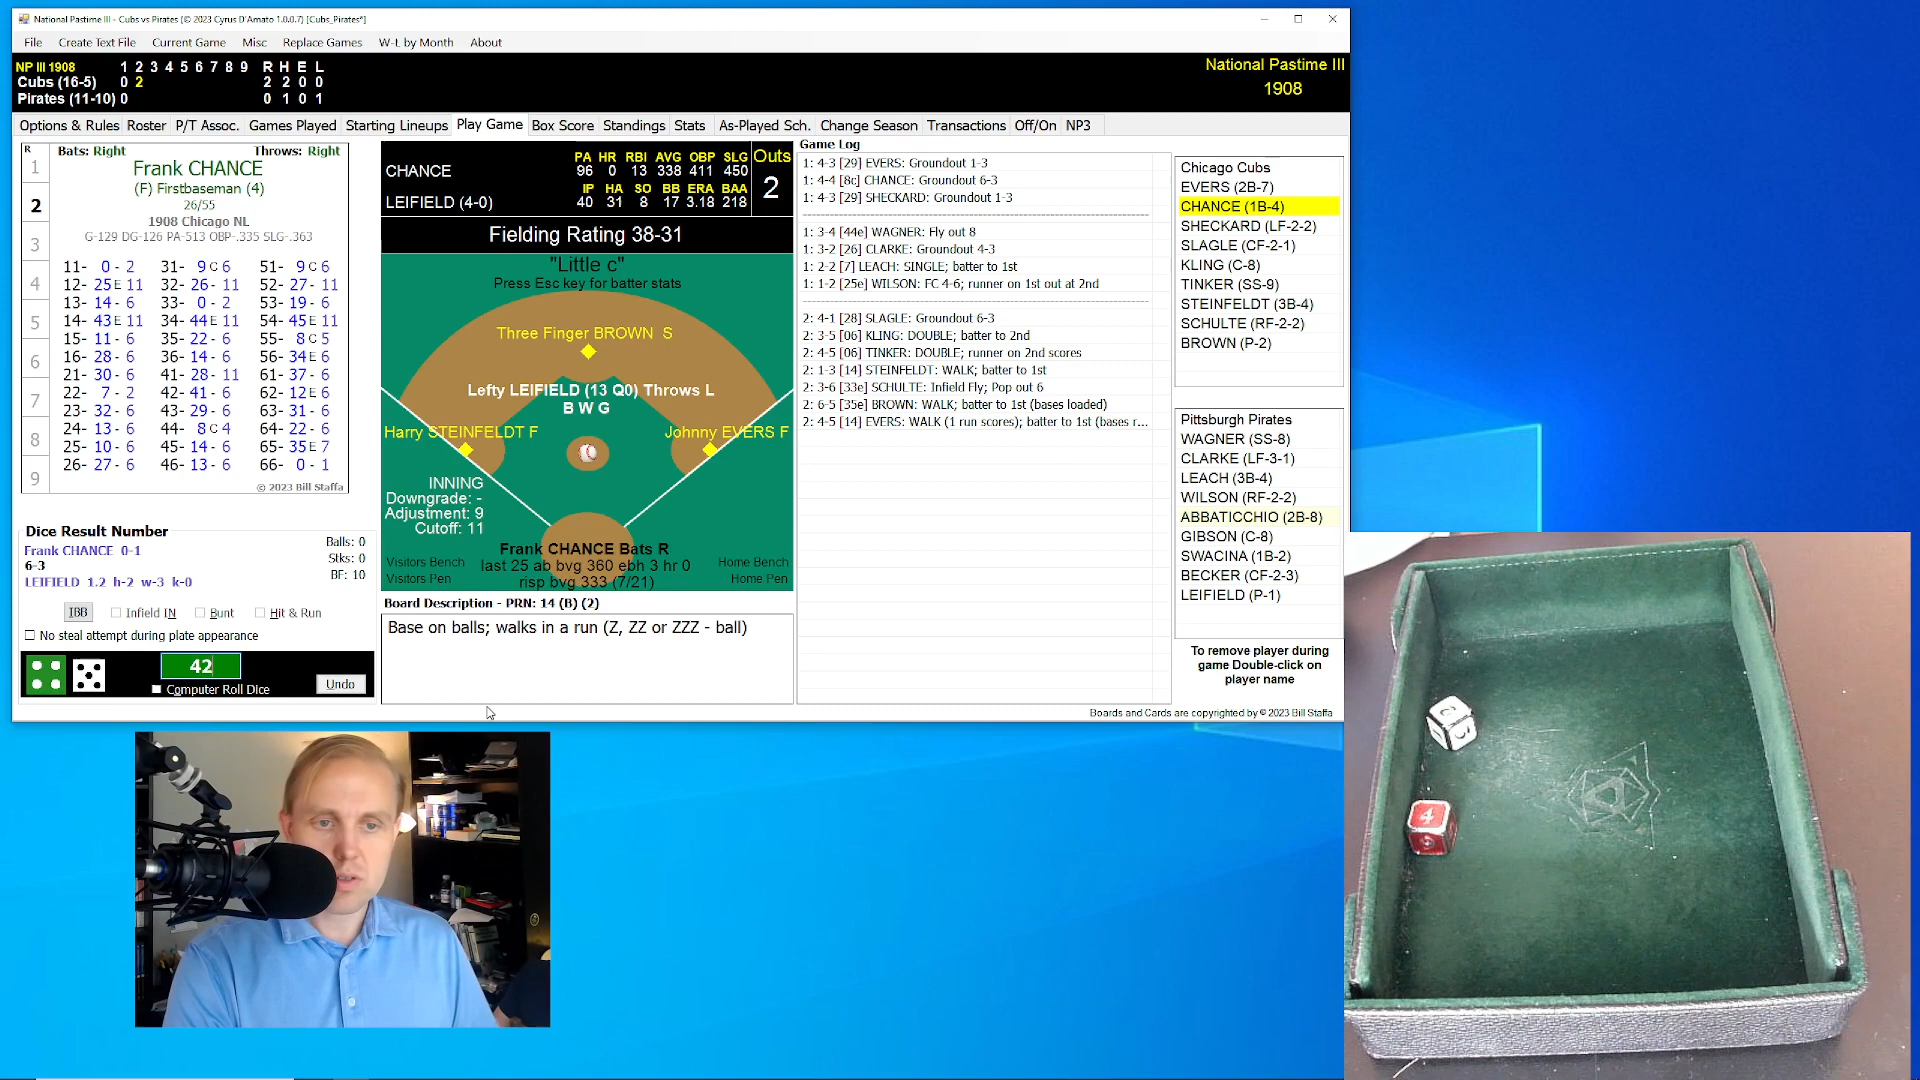 National Pastime III - Cubs vs Pirates (© 2023 Cyrus D'Amato 1.0.0.7) [Cubs_Pirates*]
File Create Text File Current Game Misc Replace Games W-L by Month About
NP III 1908 1 2 3 4 5 6 7 8 9 R H E L
Cubs (16-5) 0 2 2 2 0 0
Pirates (11-10) 0 0 1 0 1
National Pastime III
1908
Options & Rules Roster P/T Assoc. Games Played Starting Lineups Play Game Box Score Standings Stats As-Played Sch. Change Season Transactions Off/On NP3
R
1
2
3
4
5
6
7
8
9
Bats: Right Throws: Right
Frank CHANCE
(F) Firstbaseman (4)
26/55
1908 Chicago NL
G-129 DG-126 PA-513 OBP-.335 SLG-.363
11- 0 - 2 31- 9 C 6 51- 9 C 6
12- 25 E 11 32- 26 - 11 52- 27 - 11
13- 14 - 6 33- 0 - 2 53- 19 - 6
14- 43 E 11 34- 44 E 11 54- 45 E 11
15- 11 - 6 35- 22 - 6 55- 8 C 5
16- 28 - 6 36- 14 - 6 56- 34 E 6
21- 30 - 6 41- 28 - 11 61- 37 - 6
22- 7 - 2 42- 41 - 6 62- 12 E 6
23- 32 - 6 43- 29 - 6 63- 31 - 6
24- 13 - 6 44- 8 C 4 64- 22 - 6
25- 10 - 6 45- 14 - 6 65- 35 E 7
26- 27 - 6 46- 13 - 6 66- 0 - 1
© 2023 Bill Staffa
Dice Result Number
Frank CHANCE 0-1
6-3
LEIFIELD 1.2 h-2 w-3 k-0
Balls: 0
Stks: 0
BF: 10
IBB Infield IN Bunt Hit & Run
No steal attempt during plate appearance
42
Computer Roll Dice
Undo
PA HR RBI AVG OBP SLG
CHANCE 96 0 13 338 411 450
IP HA SO BB ERA BAA
LEIFIELD (4-0) 40 31 8 17 3.18 218
Outs
2
Fielding Rating 38-31
"Little c"
Press Esc key for batter stats
Three Finger BROWN S
Lefty LEIFIELD (13 Q0) Throws L
B W G
Harry STEINFELDT F
Johnny EVERS F
INNING
Downgrade: -
Adjustment: 9
Cutoff: 11
Frank CHANCE Bats R
last 25 ab bvg 360 ebh 3 hr 0
risp bvg 333 (7/21)
Visitors Bench
Visitors Pen
Home Bench
Home Pen
Board Description - PRN: 14 (B) (2)
Base on balls; walks in a run (Z, ZZ or ZZZ - ball)
Game Log
1: 4-3 [29] EVERS: Groundout 1-3
1: 4-4 [8c] CHANCE: Groundout 6-3
1: 4-3 [29] SHECKARD: Groundout 1-3
1: 3-4 [44e] WAGNER: Fly out 8
1: 3-2 [26] CLARKE: Groundout 4-3
1: 2-2 [7] LEACH: SINGLE; batter to 1st
1: 1-2 [25e] WILSON: FC 4-6; runner on 1st out at 2nd
2: 4-1 [28] SLAGLE: Groundout 6-3
2: 3-5 [06] KLING: DOUBLE; batter to 2nd
2: 4-5 [06] TINKER: DOUBLE; runner on 2nd scores
2: 1-3 [14] STEINFELDT: WALK; batter to 1st
2: 3-6 [33e] SCHULTE: Infield Fly; Pop out 6
2: 6-5 [35e] BROWN: WALK; batter to 1st (bases loaded)
2: 4-5 [14] EVERS: WALK (1 run scores); batter to 1st (bases r...
Chicago Cubs
EVERS (2B-7)
CHANCE (1B-4)
SHECKARD (LF-2-2)
SLAGLE (CF-2-1)
KLING (C-8)
TINKER (SS-9)
STEINFELDT (3B-4)
SCHULTE (RF-2-2)
BROWN (P-2)
Pittsburgh Pirates
WAGNER (SS-8)
CLARKE (LF-3-1)
LEACH (3B-4)
WILSON (RF-2-2)
ABBATICCHIO (2B-8)
GIBSON (C-8)
SWACINA (1B-2)
BECKER (CF-2-3)
LEIFIELD (P-1)
To remove player during
game Double-click on
player name
Boards and Cards are copyrighted by © 2023 Bill Staffa
4